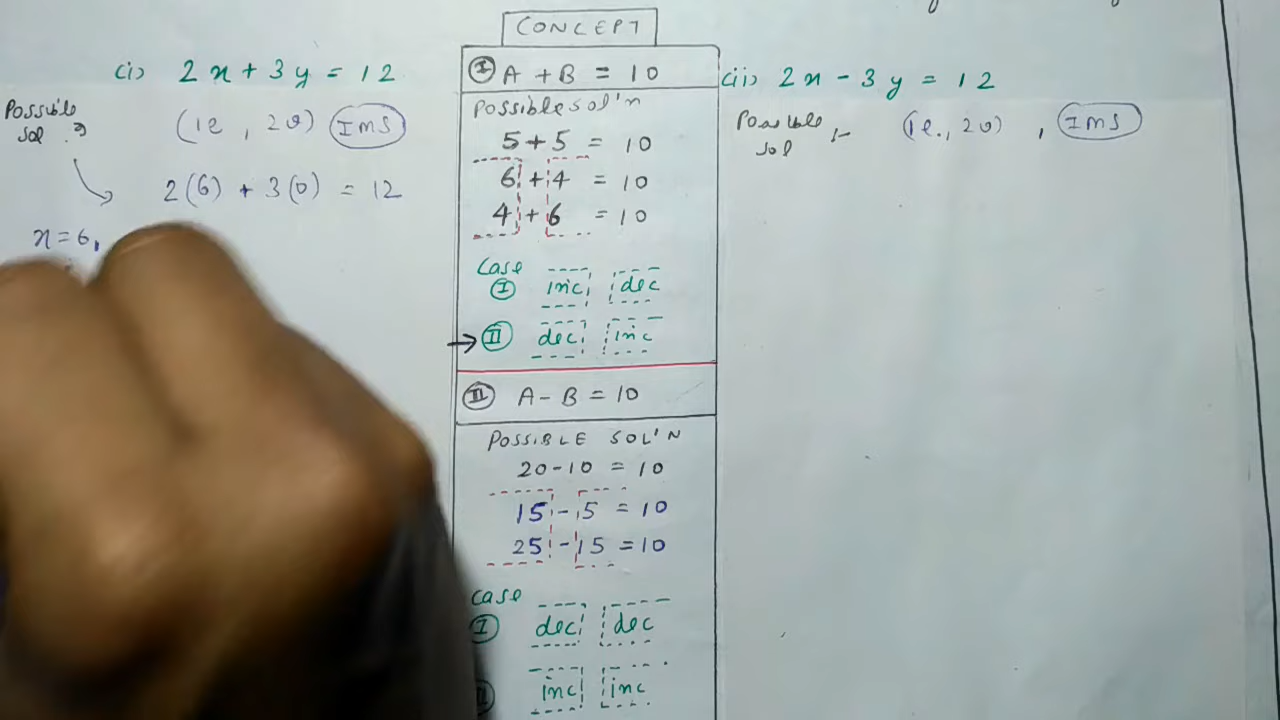 CONCEPT
(i) 2x + 3y = 12
Possible
sol
(1e, 20) IMS
2(6) + 3(0) = 12
x = 6,
Ⓘ A + B = 10
Possible sol'n
5 + 5 = 10
6 + 4 = 10
4 + 6 = 10
Case
Ⓘ inc dec
→ Ⓘ Ⓘ dec inc
II A - B = 10
POSSIBLE SOL'N
20 - 10 = 10
15 - 5 = 10
25 - 15 = 10
Case
I dec dec
inc inc
(ii) 2x - 3y = 12
Possible
sol
(1e., 20), IMS